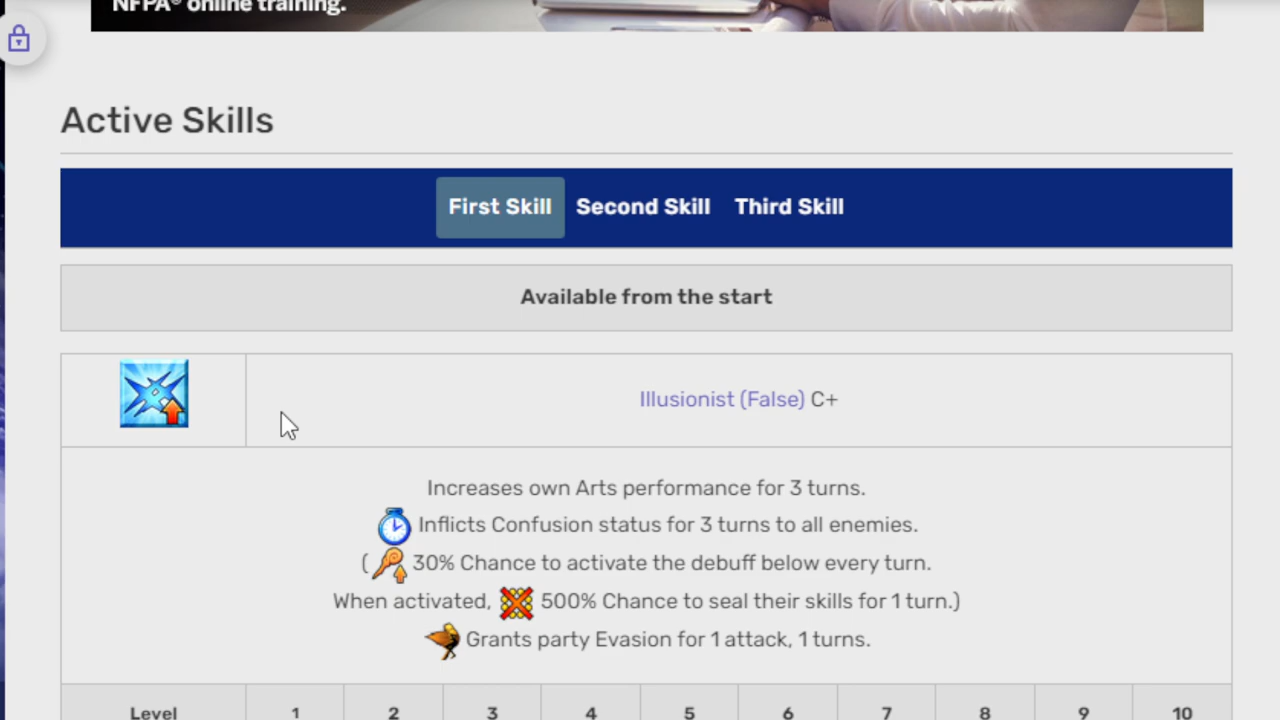 NFPA® online training.
Active Skills
First Skill Second Skill Third Skill
Available from the start
Illusionist (False) C+
Increases own Arts performance for 3 turns.
Inflicts Confusion status for 3 turns to all enemies.
( 30% Chance to activate the debuff below every turn.
When activated, 500% Chance to seal their skills for 1 turn.)
Grants party Evasion for 1 attack, 1 turns.
Level 1 2 3 4 5 6 7 8 9 10